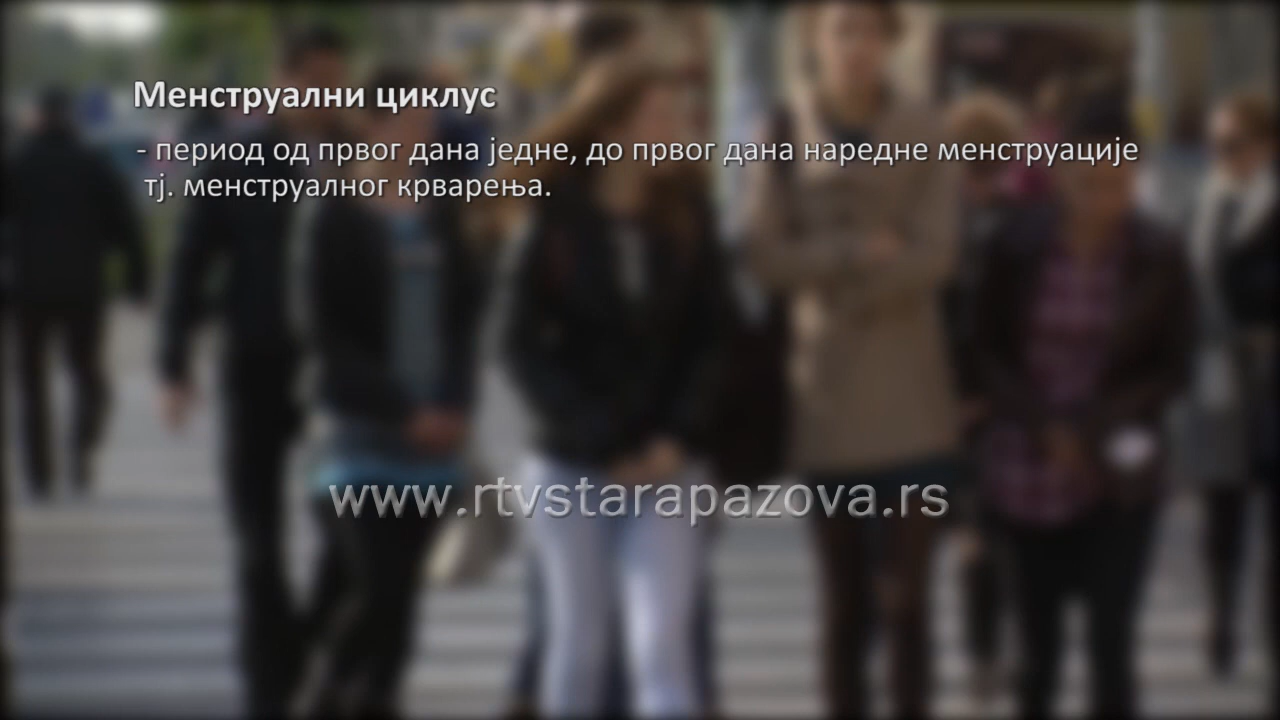 Менструални циклус
- период од првог дана једне, до првог дана наредне менструације
тј. менструалног крварења.
www.rtvstarapazova.rs